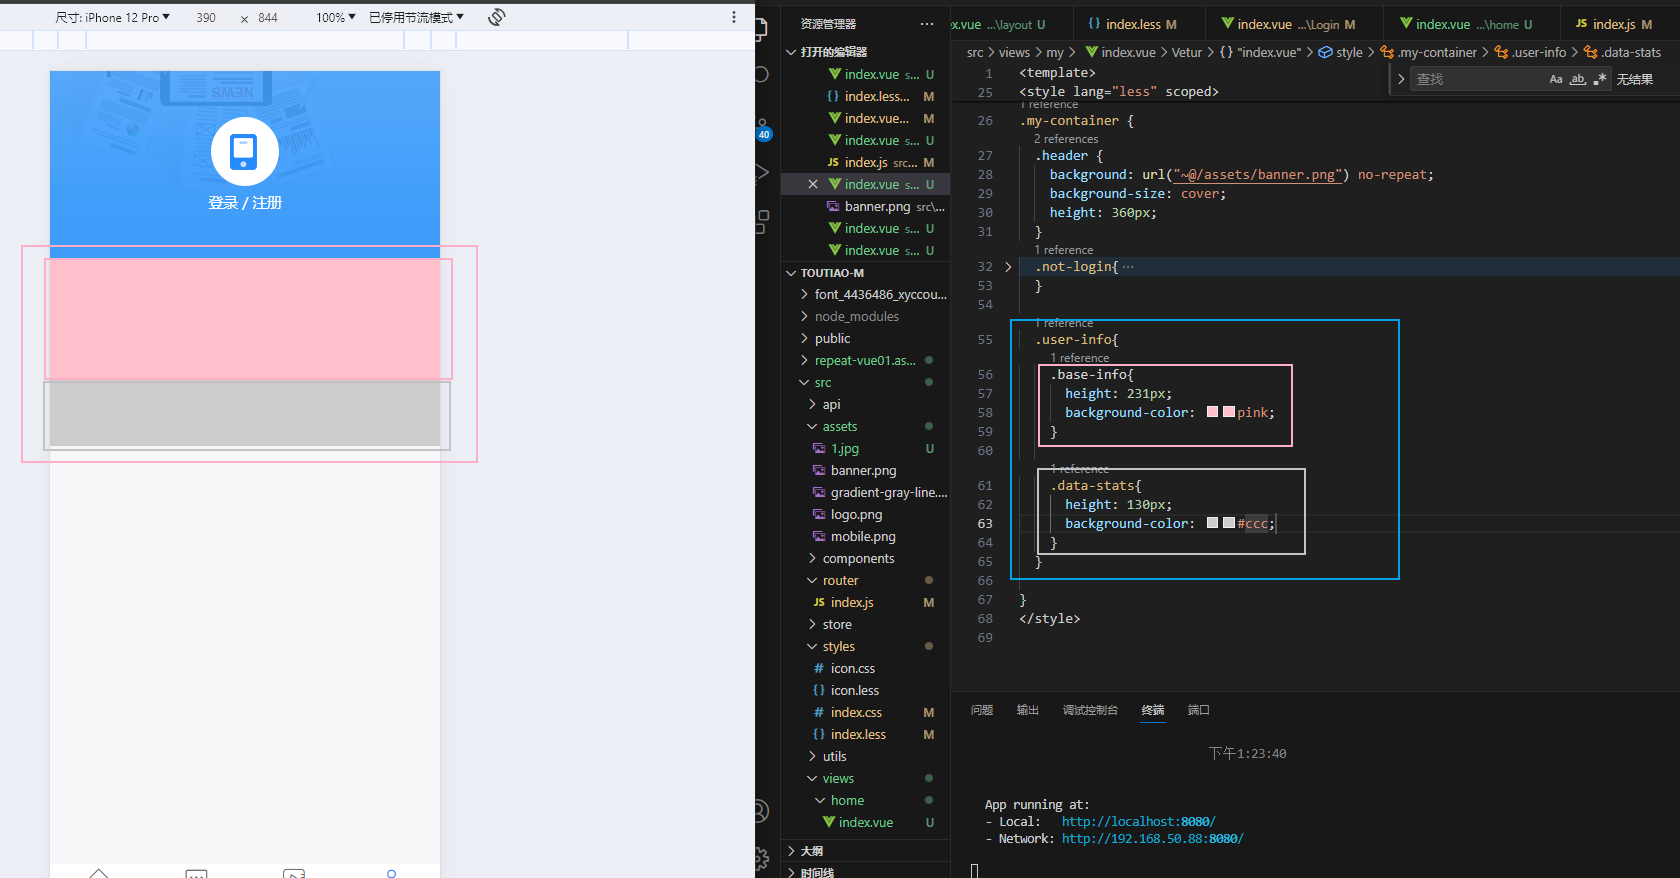 尺寸: iPhone 12 Pro ▼ 390 × 844 100% ▼ 已停用节流模式 ▼
NEWS
登录 / 注册
资源管理器 ···
打开的编辑器
index.vue s... U
index.less... M
index.vue... M
index.vue s... U
JS index.js src... M
index.vue s... U
banner.png src\...
index.vue s... U
index.vue s... U
40
TOUTIAO-M
font_4436486_xyccou...
node_modules
public
repeat-vue01.as...
src
api
assets
1.jpg U
banner.png
gradient-gray-line....
logo.png
mobile.png
components
router
JS index.js M
store
styles
# icon.css
{} icon.less
# index.css M
{} index.less M
utils
views
home
index.vue U
大纲
时间线
ex.vue ...\layout U {} index.less M index.vue ...\Login M index.vue ...\home U JS index.js M
src > views > my > index.vue > Vetur > {} "index.vue" > style > .my-container > .user-info > .data-stats
查找 Aa ab .* 无结果
1 <template>
25 <style lang="less" scoped>
1 reference
26 .my-container {
2 references
27 .header {
28 background: url("~@/assets/banner.png") no-repeat;
29 background-size: cover;
30 height: 360px;
31 }
1 reference
32 .not-login{ ···
53 }
54
1 reference
55 .user-info{
1 reference
56 .base-info{
57 height: 231px;
58 background-color: pink;
59 }
60
1 reference
61 .data-stats{
62 height: 130px;
63 background-color: #ccc;
64 }
65 }
66
67 }
68 </style>
69
问题 输出 调试控制台 终端 端口
下午1:23:40
App running at:
- Local: http://localhost:8080/
- Network: http://192.168.50.88:8080/